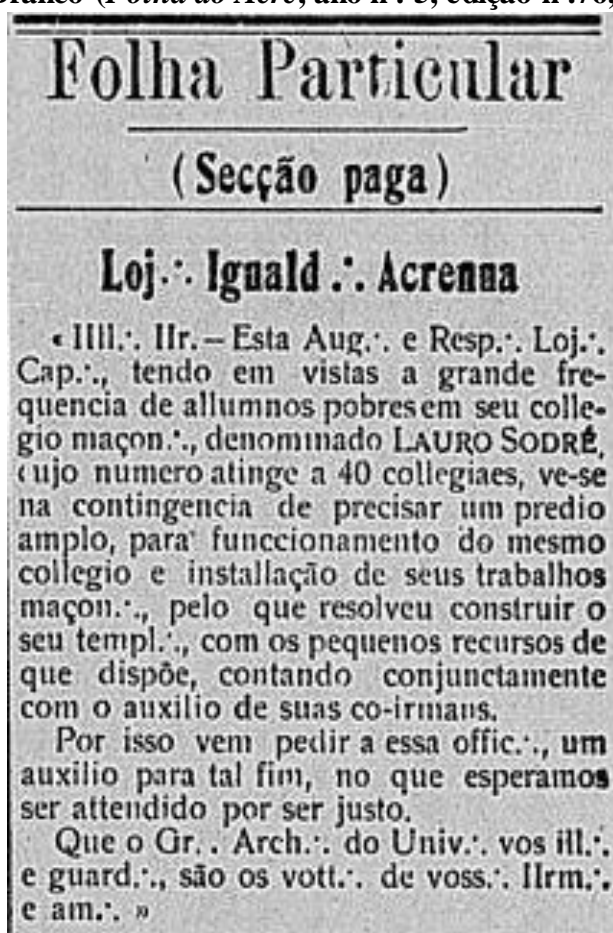 Folha Particular
(Secção paga)
Loj.·. Iguald.·. Acreana
«Illl.·. IIr.— Esta Aug.·. e Resp.·. Loj.·.
Cap.·., tendo em vistas a grande fre-
quencia de allumnos pobres em seu colle-
gio maçon.·., denominado LAURO SODRÉ,
cujo numero atinge a 40 collegiaes, ve-se
na contingencia de precisar um predio
amplo, para funccionamento do mesmo
collegio e installação de seus trabalhos
maçon.·., pelo que resolveu construir o
seu templ.·., com os pequenos recursos de
que dispõe, contando conjunctamente
com o auxilio de suas co-irmans.
Por isso vem pedir a essa offic.·., um
auxilio para tal fim, no que esperamos
ser attendido por ser justo.
Que o Gr. . Arch.·. do Univ.·. vos ill.·.
e guard.·., são os vott.·. de voss.·. IIrm.·.
e am.·. »